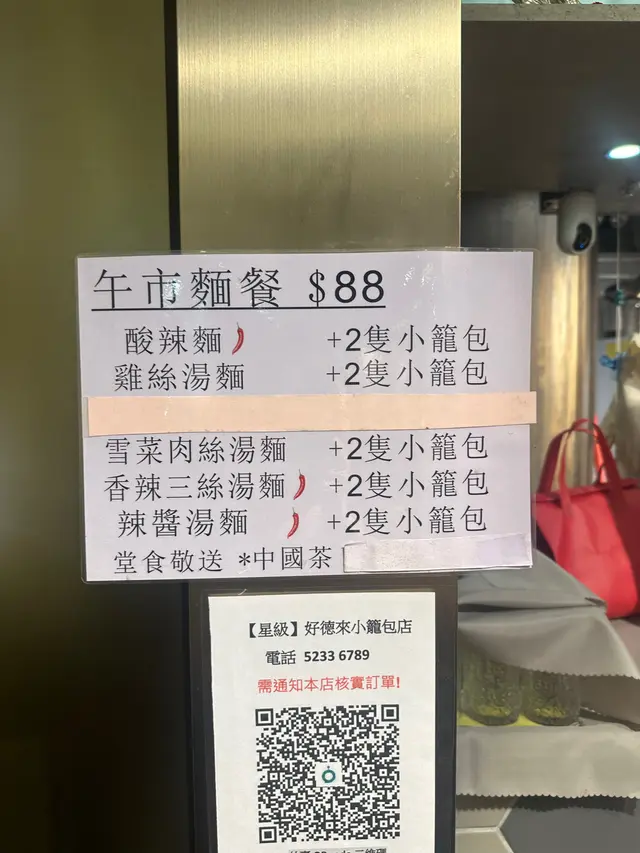 午市麵餐 $88
酸辣麵 +2隻小籠包
雞絲湯麵 +2隻小籠包
雪菜肉絲湯麵 +2隻小籠包
香辣三絲湯麵 +2隻小籠包
辣醬湯麵 +2隻小籠包
堂食敬送 *中國茶
【星級】好德來小籠包店
電話 5233 6789
需通知本店核實訂單!